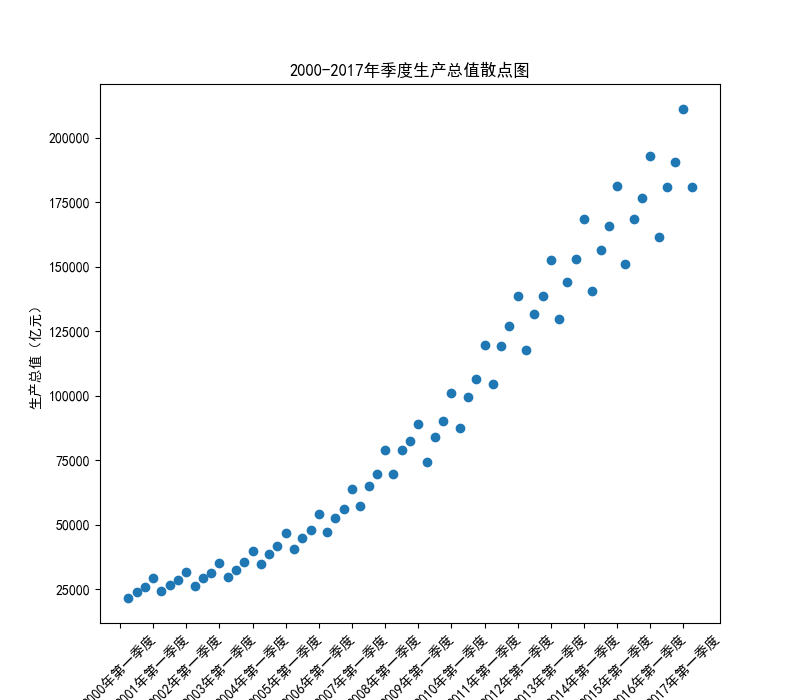 2000-2017年季度生产总值散点图
200000
175000
150000
125000
100000
75000
50000
25000
生产总值（亿元）
2000年第一季度
2001年第一季度
2002年第一季度
2003年第一季度
2004年第一季度
2005年第一季度
2006年第一季度
2007年第一季度
2008年第一季度
2009年第一季度
2010年第一季度
2011年第一季度
2012年第一季度
2013年第一季度
2014年第一季度
2015年第一季度
2016年第一季度
2017年第一季度